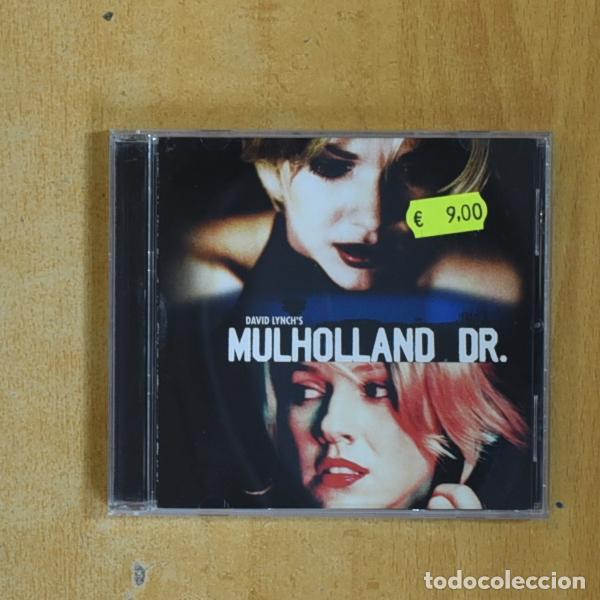 € 9.00
DAVID LYNCH'S
MULHOLLAND DR.
todocoleccion